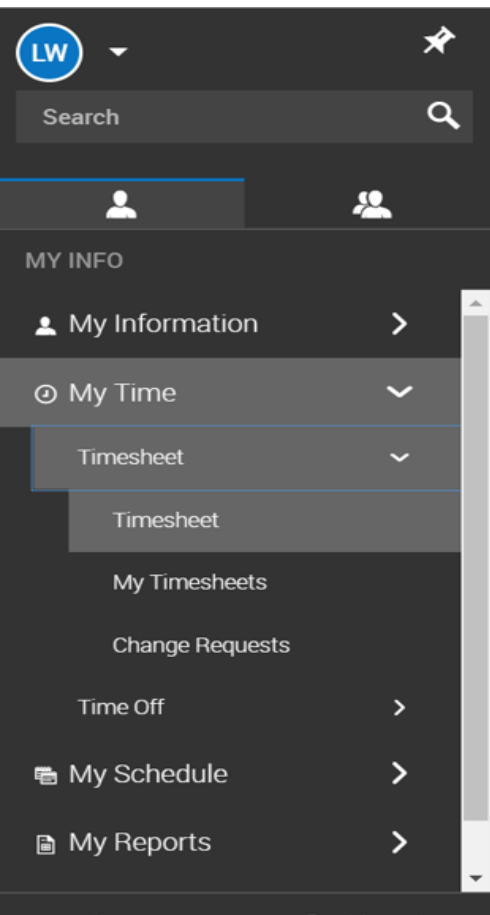 LW
Search
MY INFO
My Information
My Time
Timesheet
Timesheet
My Timesheets
Change Requests
Time Off
My Schedule
My Reports